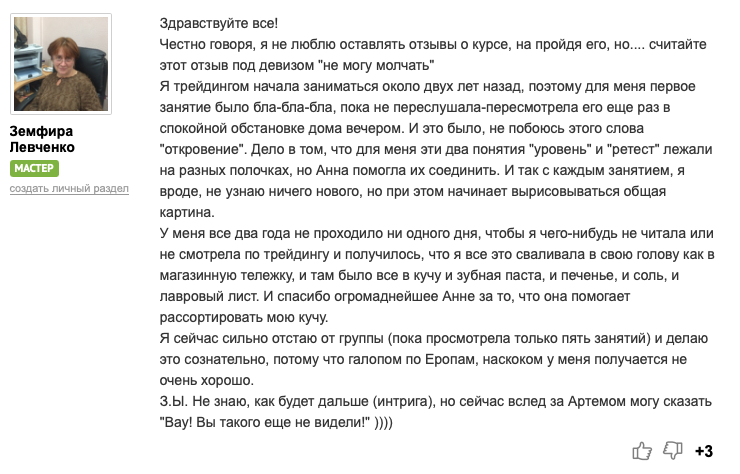 Здравствуйте все!
Честно говоря, я не люблю оставлять отзывы о курсе, на пройдя его, но.... считайте
этот отзыв под девизом "не могу молчать"
Я трейдингом начала заниматься около двух лет назад, поэтому для меня первое
занятие было бла-бла-бла, пока не переслушала-пересмотрела его еще раз в
спокойной обстановке дома вечером. И это было, не побоюсь этого слова
"откровение". Дело в том, что для меня эти два понятия "уровень" и "ретест" лежали
на разных полочках, но Анна помогла их соединить. И так с каждым занятием, я
вроде, не узнаю ничего нового, но при этом начинает вырисовываться общая
картина.
У меня все два года не проходило ни одного дня, чтобы я чего-нибудь не читала или
не смотрела по трейдингу и получилось, что я все это сваливала в свою голову как в
магазинную тележку, и там было все в кучу и зубная паста, и печенье, и соль, и
лавровый лист. И спасибо огромаднейшее Анне за то, что она помогает
рассортировать мою кучу.
Я сейчас сильно отстаю от группы (пока просмотрела только пять занятий) и делаю
это сознательно, потому что галопом по Еропам, наскоком у меня получается не
очень хорошо.
З.Ы. Не знаю, как будет дальше (интрига), но сейчас вслед за Артемом могу сказать
"Вау! Вы такого еще не видели!" ))))
Земфира
Левченко
МАСТЕР
создать личный раздел
+3